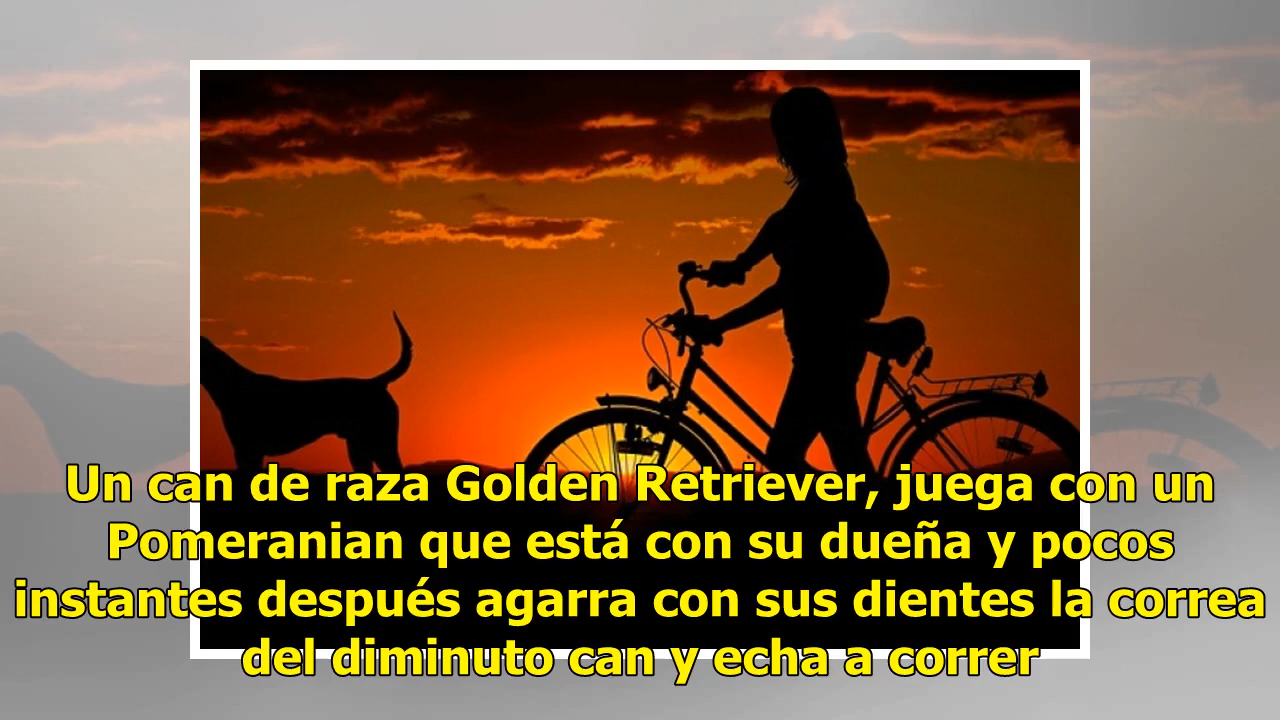 Un can de raza Golden Retriever, juega con un
Pomeranian que está con su dueña y pocos
instantes después agarra con sus dientes la correa
del diminuto can y echa a correr